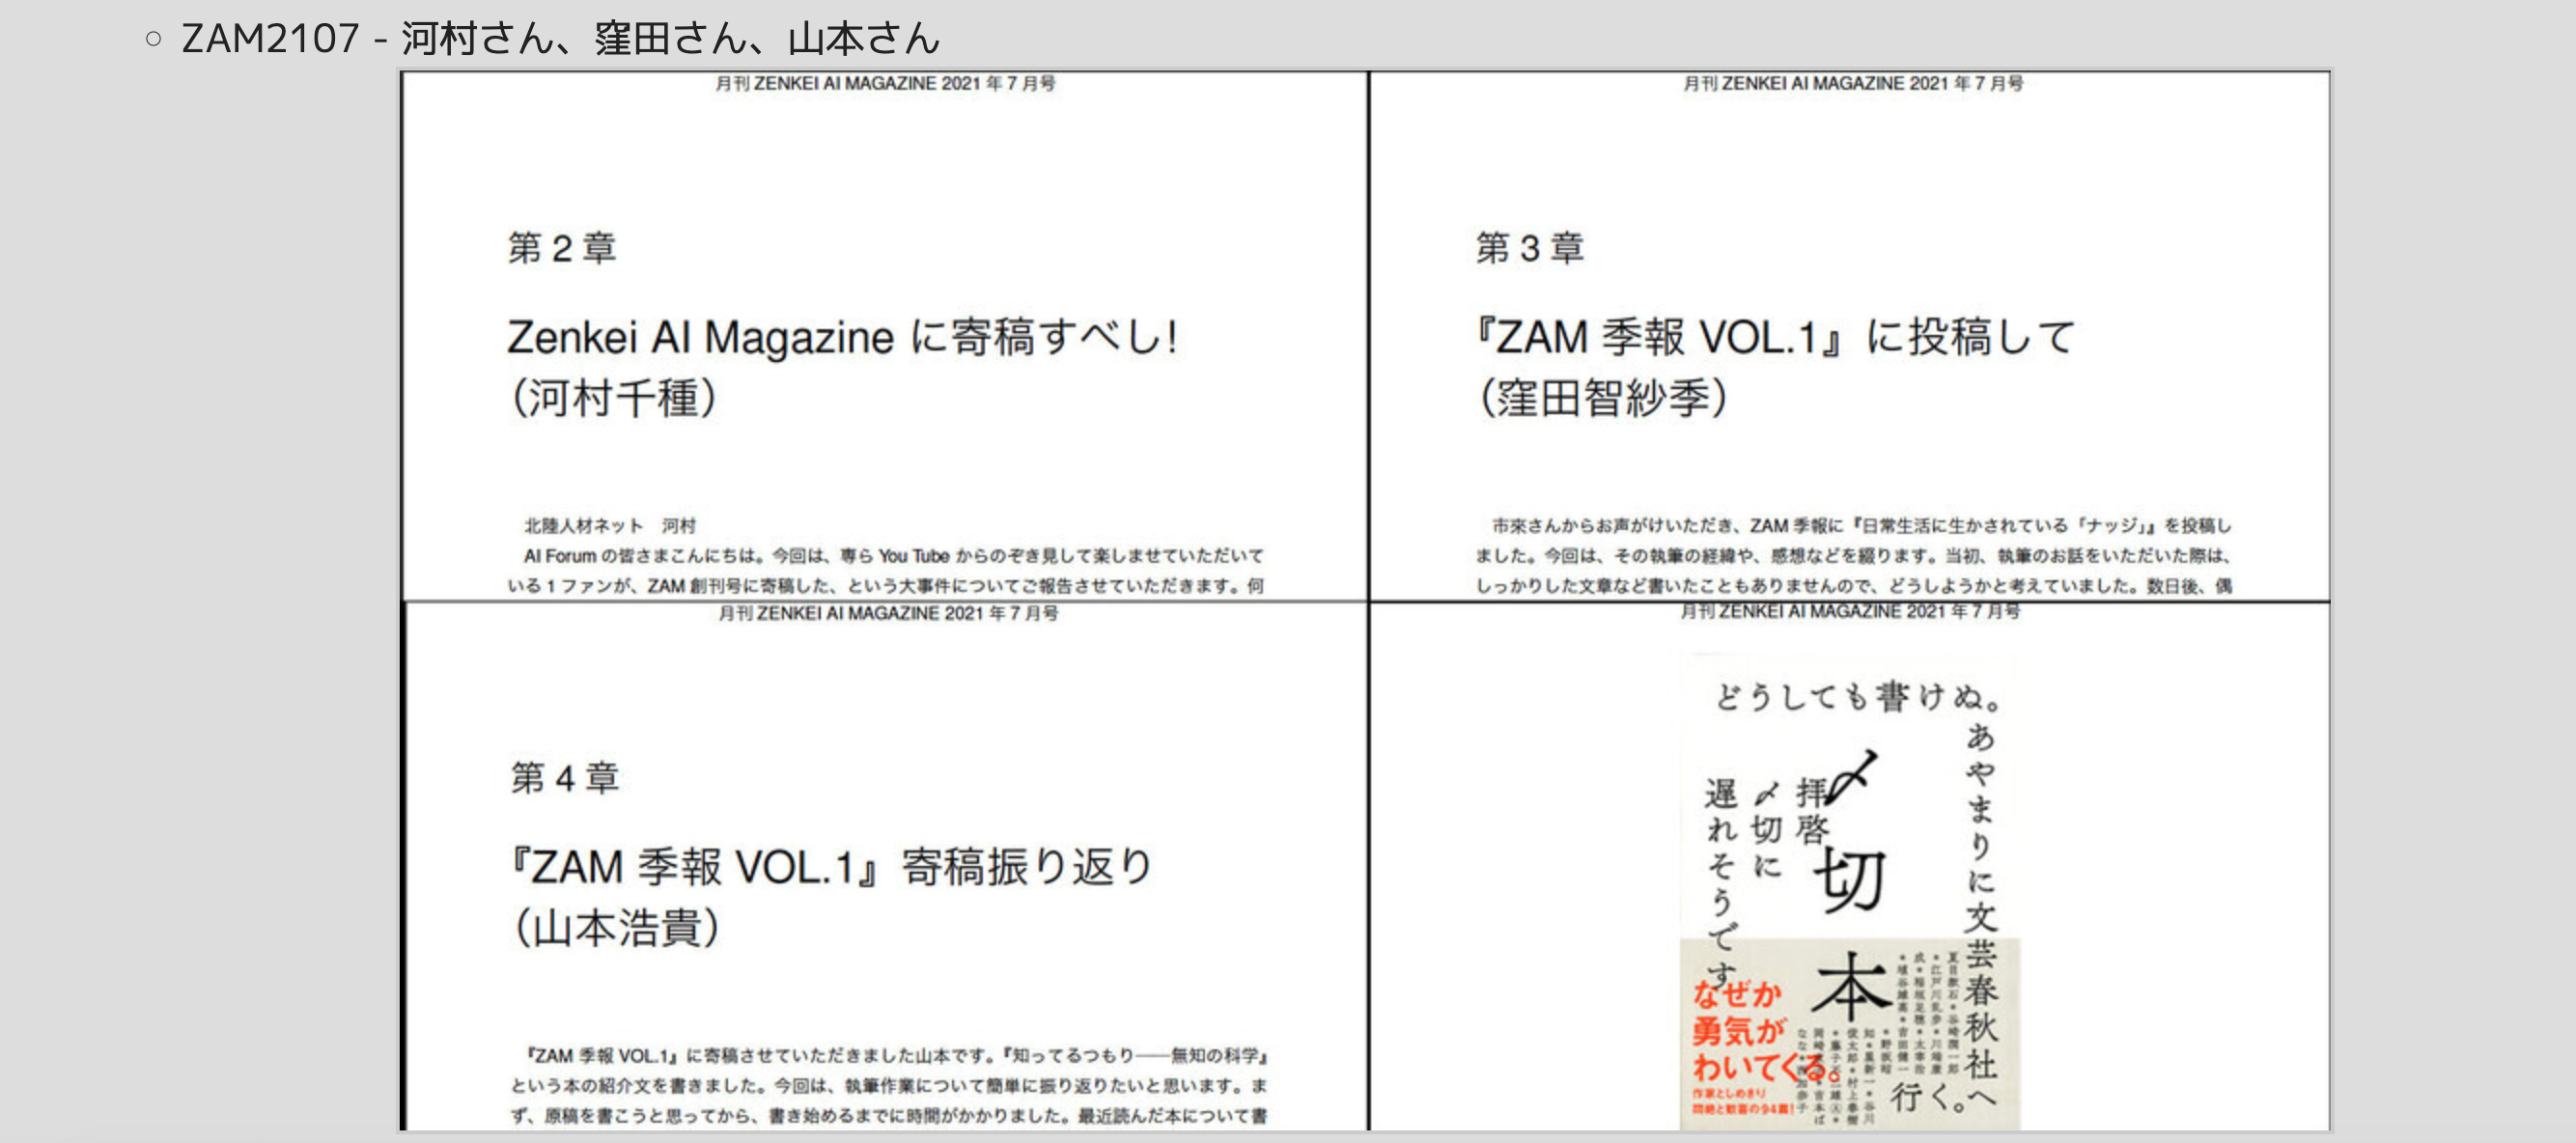 ZAM2107 - 河村さん、窪田さん、山本さん
月刊 ZENKEI AI MAGAZINE 2021 年 7 月号
第 2 章
Zenkei AI Magazine に寄稿すべし!
（河村千種）
北陸人材ネット　河村
AI Forum の皆さまこんにちは。今回は、専ら You Tube からのぞき見して楽しませていただいて
いる 1 ファンが、ZAM 創刊号に寄稿した、という大事件についてご報告させていただきます。何
月刊 ZENKEI AI MAGAZINE 2021 年 7 月号
第 3 章
『ZAM 季報 VOL.1』に投稿して
（窪田智紗季）
市來さんからお声がけいただき、ZAM 季報に『日常生活に生かされている「ナッジ」』を投稿し
ました。今回は、その執筆の経緯や、感想などを綴ります。当初、執筆のお話をいただいた際は、
しっかりした文章など書いたこともありませんので、どうしようかと考えていました。数日後、偶
月刊 ZENKEI AI MAGAZINE 2021 年 7 月号
第 4 章
『ZAM 季報 VOL.1』寄稿振り返り
（山本浩貴）
『ZAM 季報 VOL.1』に寄稿させていただきました山本です。『知ってるつもり——無知の科学』
という本の紹介文を書きました。今回は、執筆作業について簡単に振り返りたいと思います。ま
ず、原稿を書こうと思ってから、書き始めるまでに時間がかかりました。最近読んだ本について書
月刊 ZENKEI AI MAGAZINE 2021 年 7 月号
どうしても書けぬ。
あやまりに文芸春秋社へ
行く。
〆切本
拝啓
〆切に
遅れそうです
なぜか
勇気が
わいてくる。
作家としめきり
悶絶と歓喜の94篇!